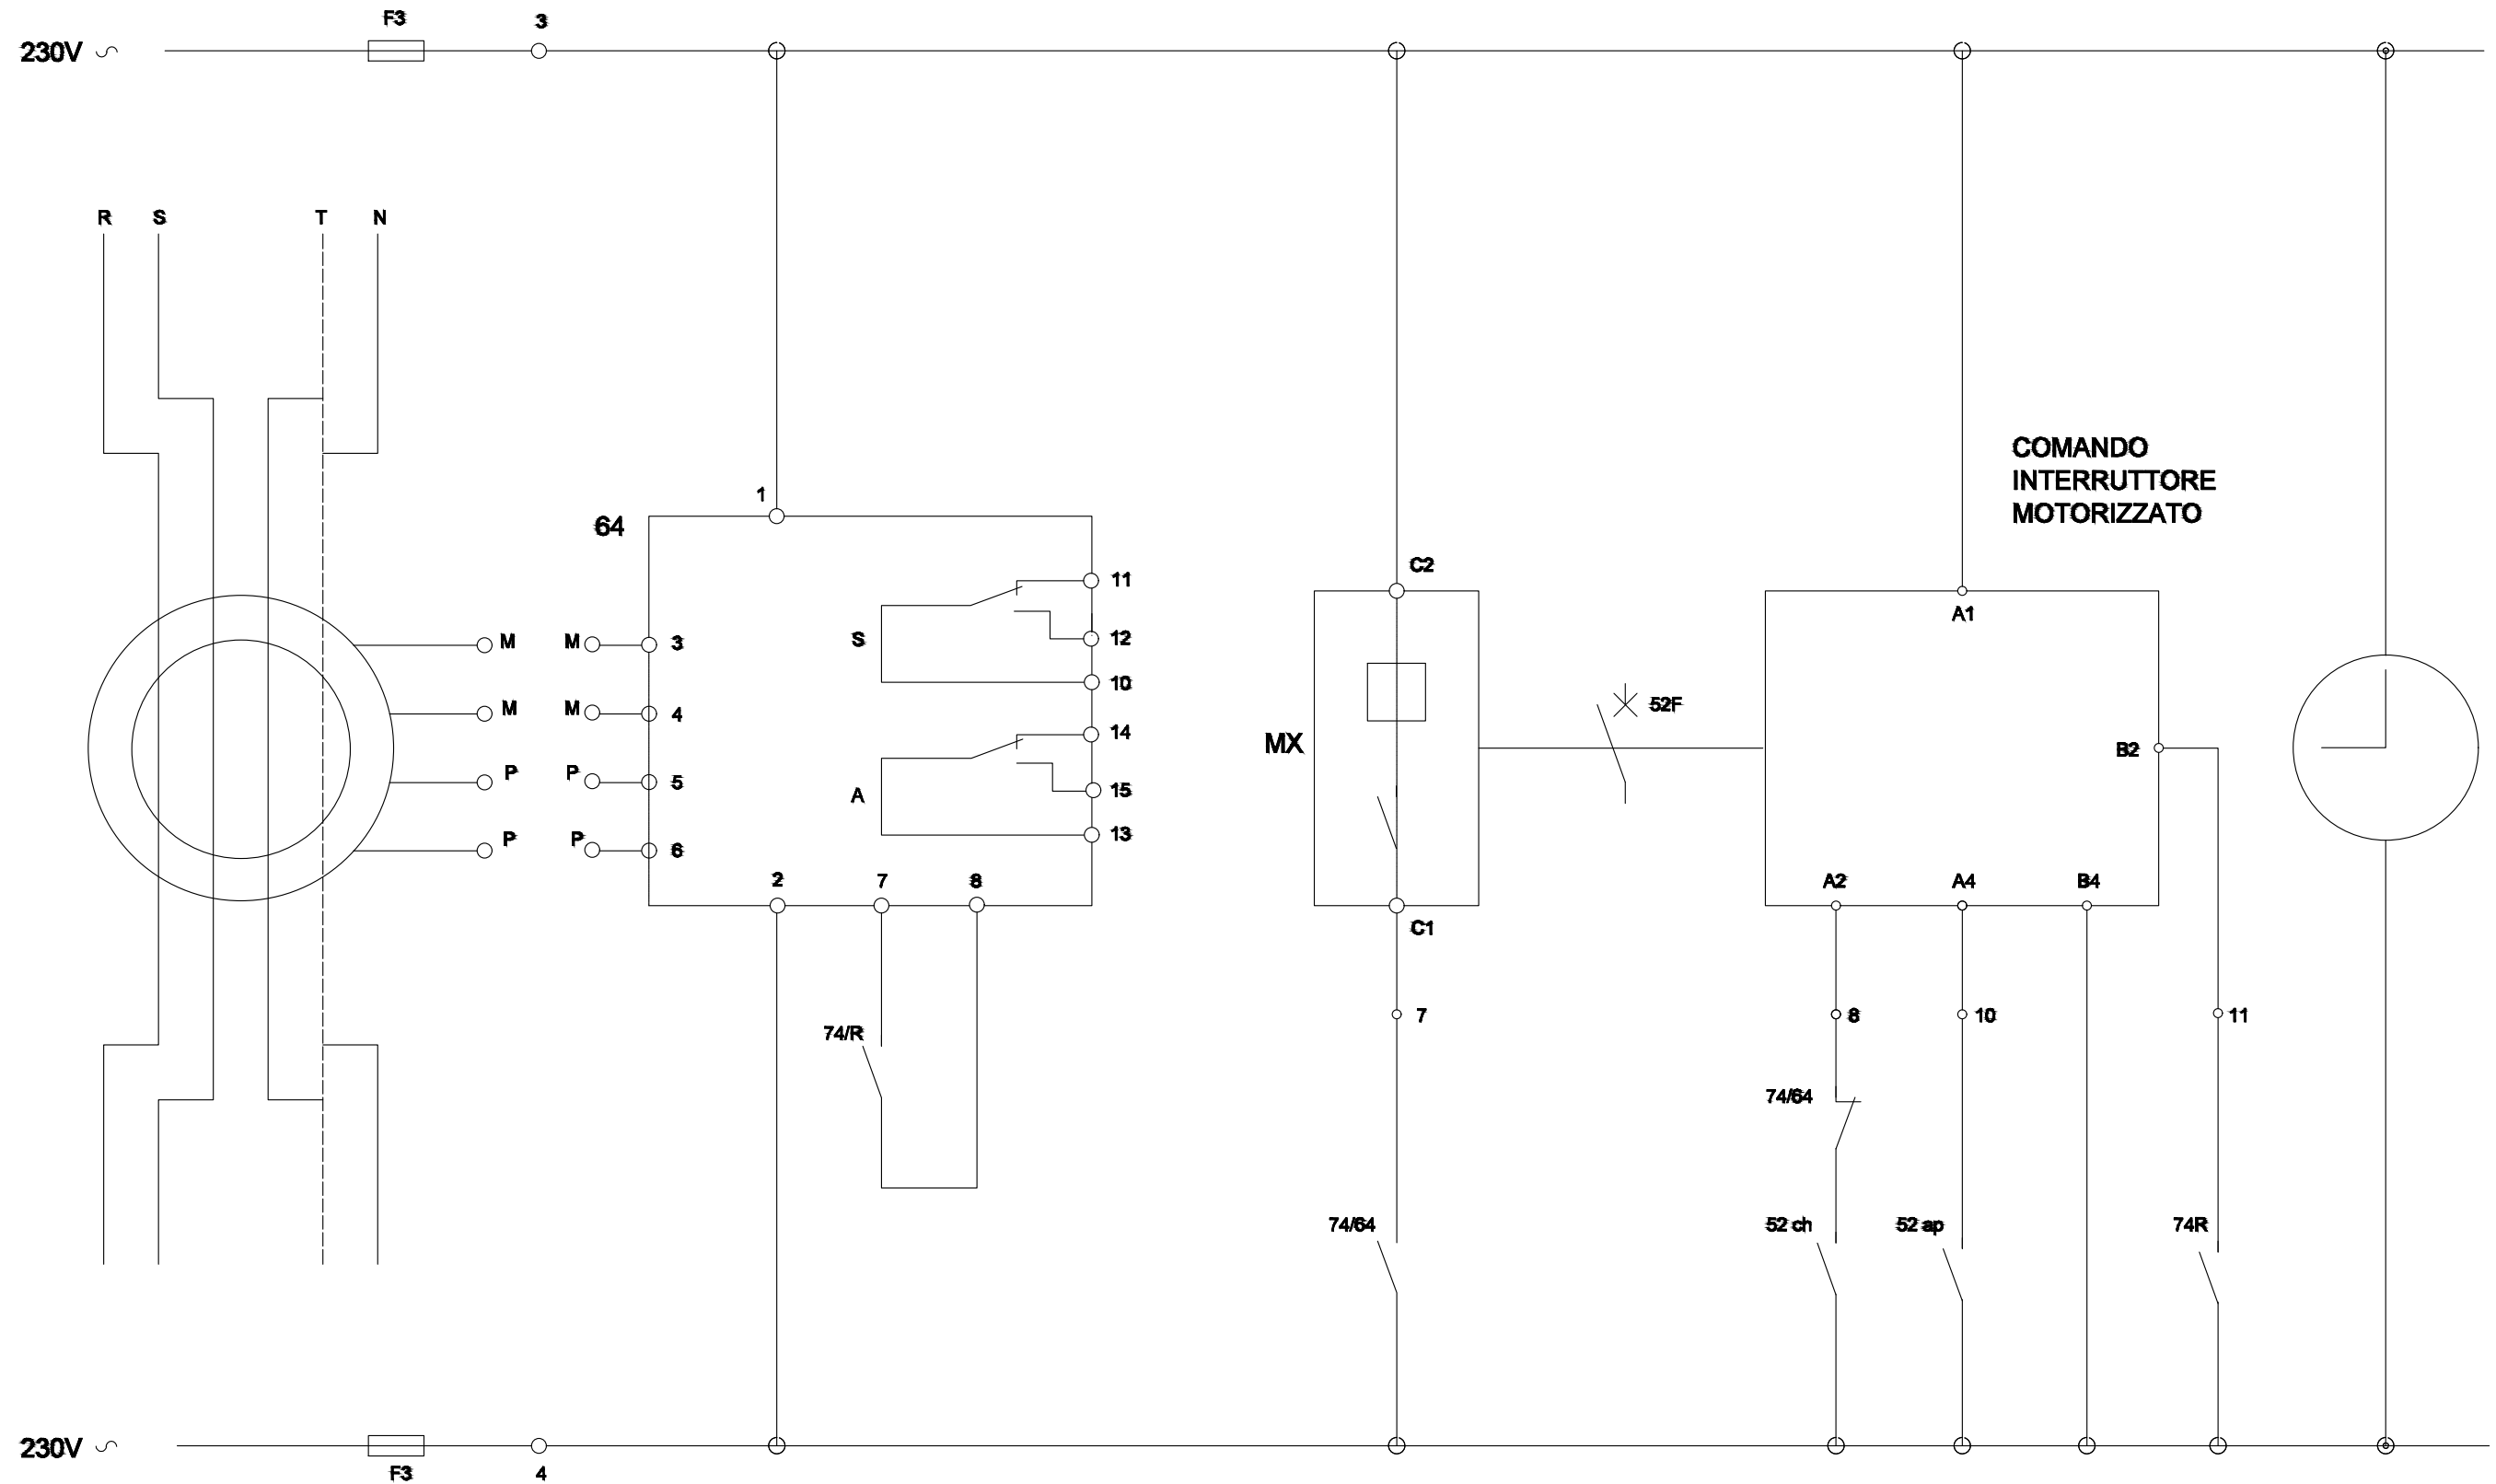 F3
3
230V
R
S
T
N
COMANDO
INTERRUTTORE
MOTORIZZATO
1
64
C2
11
A1
M
M
3
S
12
10
M
M
4
52F
14
MX
B2
P
P
5
A
15
13
P
P
6
2
7
8
A2
A4
B4
C1
7
8
10
11
74/R
74/64
74/64
52 ch
52 ap
74R
230V
F3
4